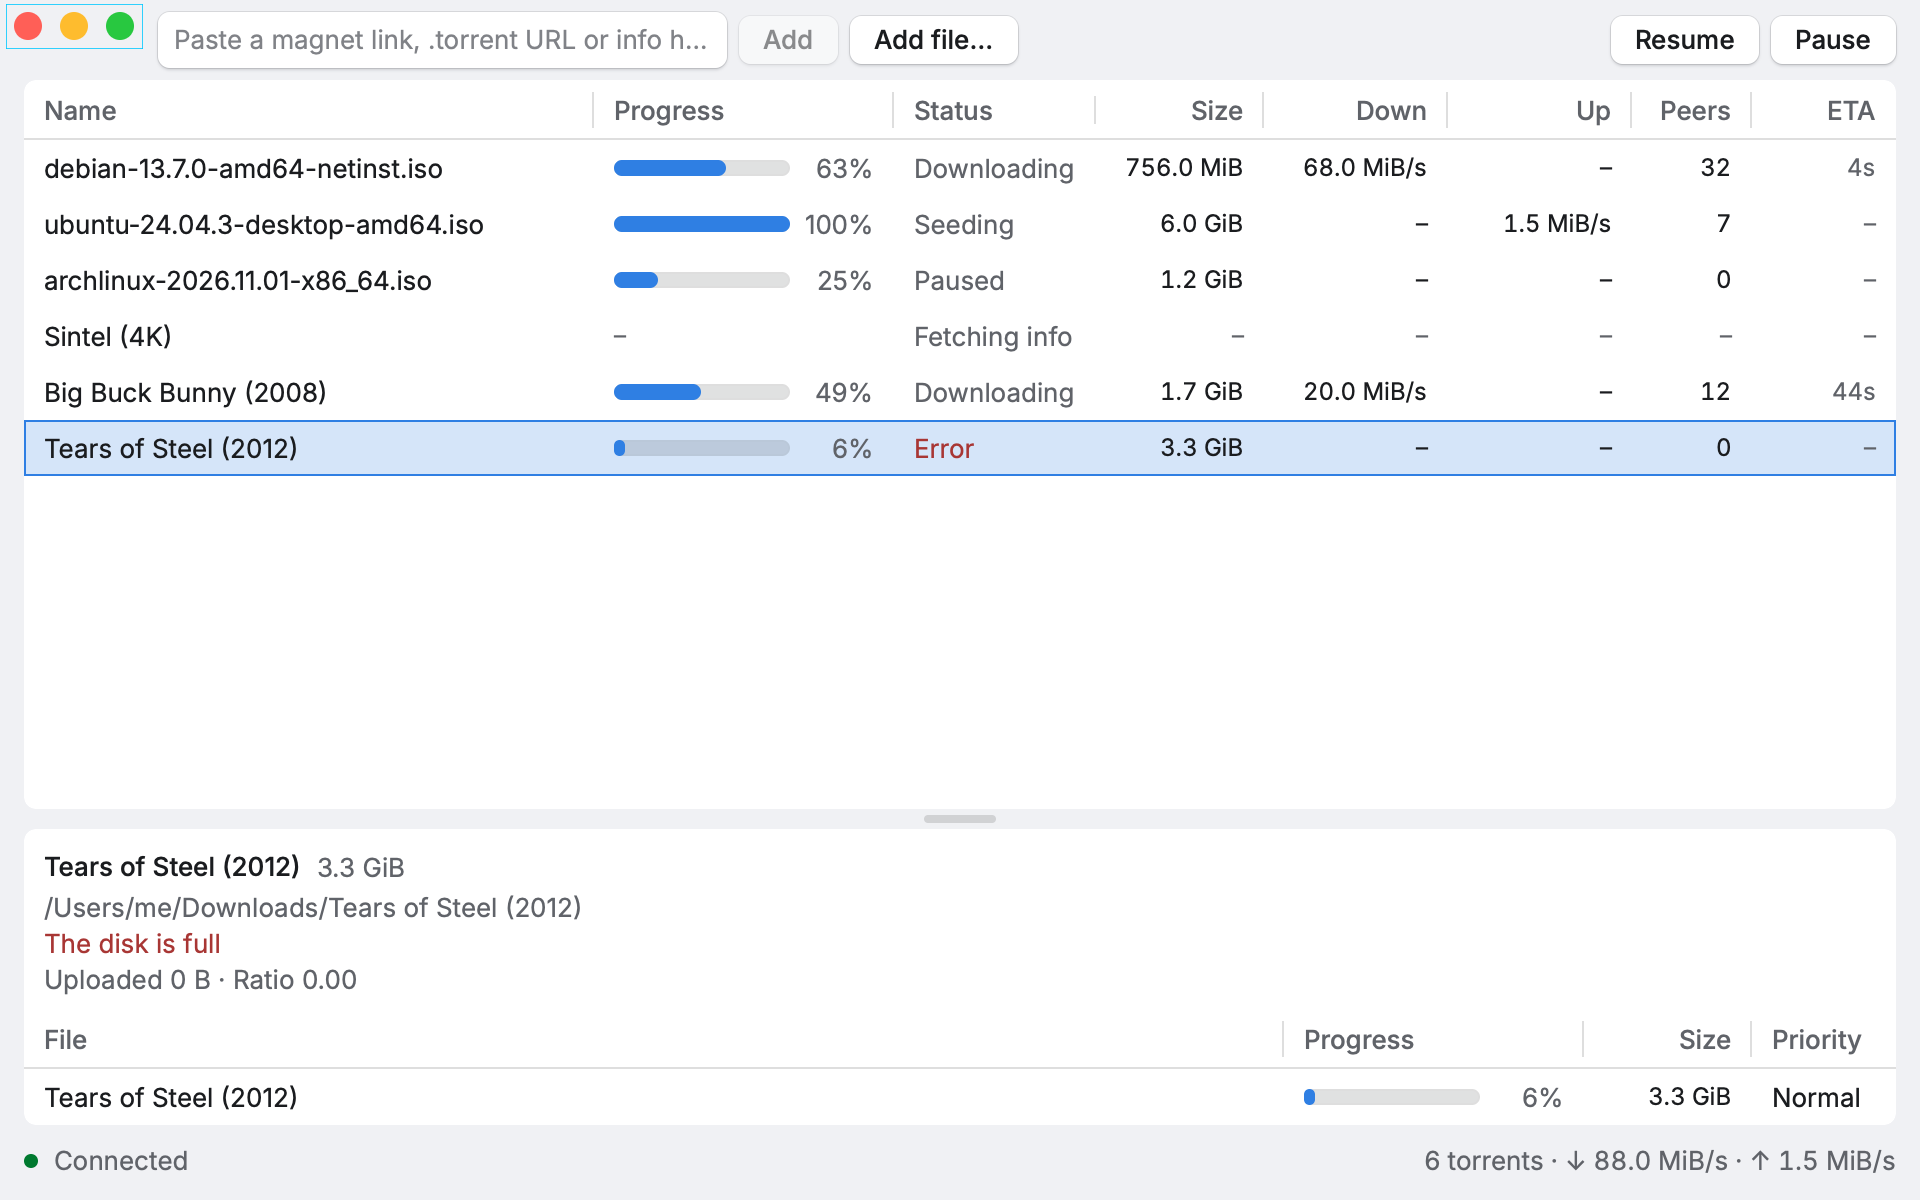 Paste a magnet link, .torrent URL or info h... Add Add file... Resume Pause
Name Progress Status Size Down Up Peers ETA
debian-13.7.0-amd64-netinst.iso 63% Downloading 756.0 MiB 68.0 MiB/s – 32 4s
ubuntu-24.04.3-desktop-amd64.iso 100% Seeding 6.0 GiB – 1.5 MiB/s 7 –
archlinux-2026.11.01-x86_64.iso 25% Paused 1.2 GiB – – 0 –
Sintel (4K) – Fetching info – – – – –
Big Buck Bunny (2008) 49% Downloading 1.7 GiB 20.0 MiB/s – 12 44s
Tears of Steel (2012) 6% Error 3.3 GiB – – 0 –
Tears of Steel (2012) 3.3 GiB
/Users/me/Downloads/Tears of Steel (2012)
The disk is full
Uploaded 0 B · Ratio 0.00
File Progress Size Priority
Tears of Steel (2012) 6% 3.3 GiB Normal
Connected 6 torrents · ↓ 88.0 MiB/s · ↑ 1.5 MiB/s